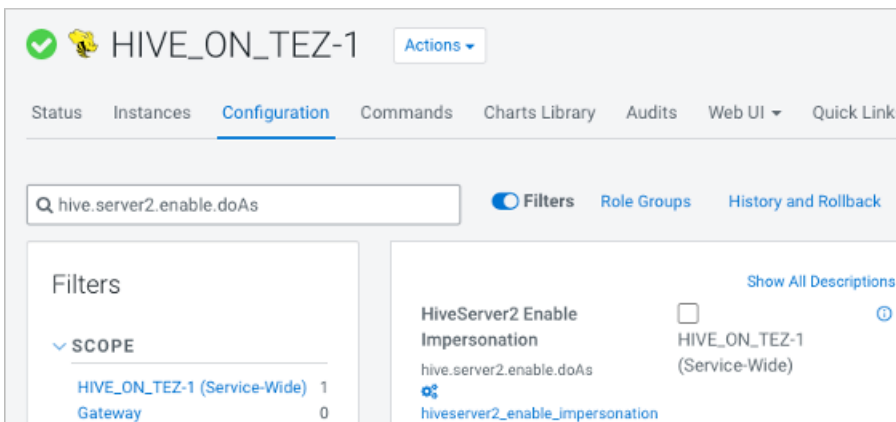 HIVE_ON_TEZ-1 Actions
Status Instances Configuration Commands Charts Library Audits Web UI Quick Link
hive.server2.enable.doAs Filters Role Groups History and Rollback
Filters
SCOPE
HIVE_ON_TEZ-1 (Service-Wide) 1
Gateway 0
Show All Descriptions
HiveServer2 Enable
Impersonation
hive.server2.enable.doAs
hiveserver2_enable_impersonation
HIVE_ON_TEZ-1
(Service-Wide)